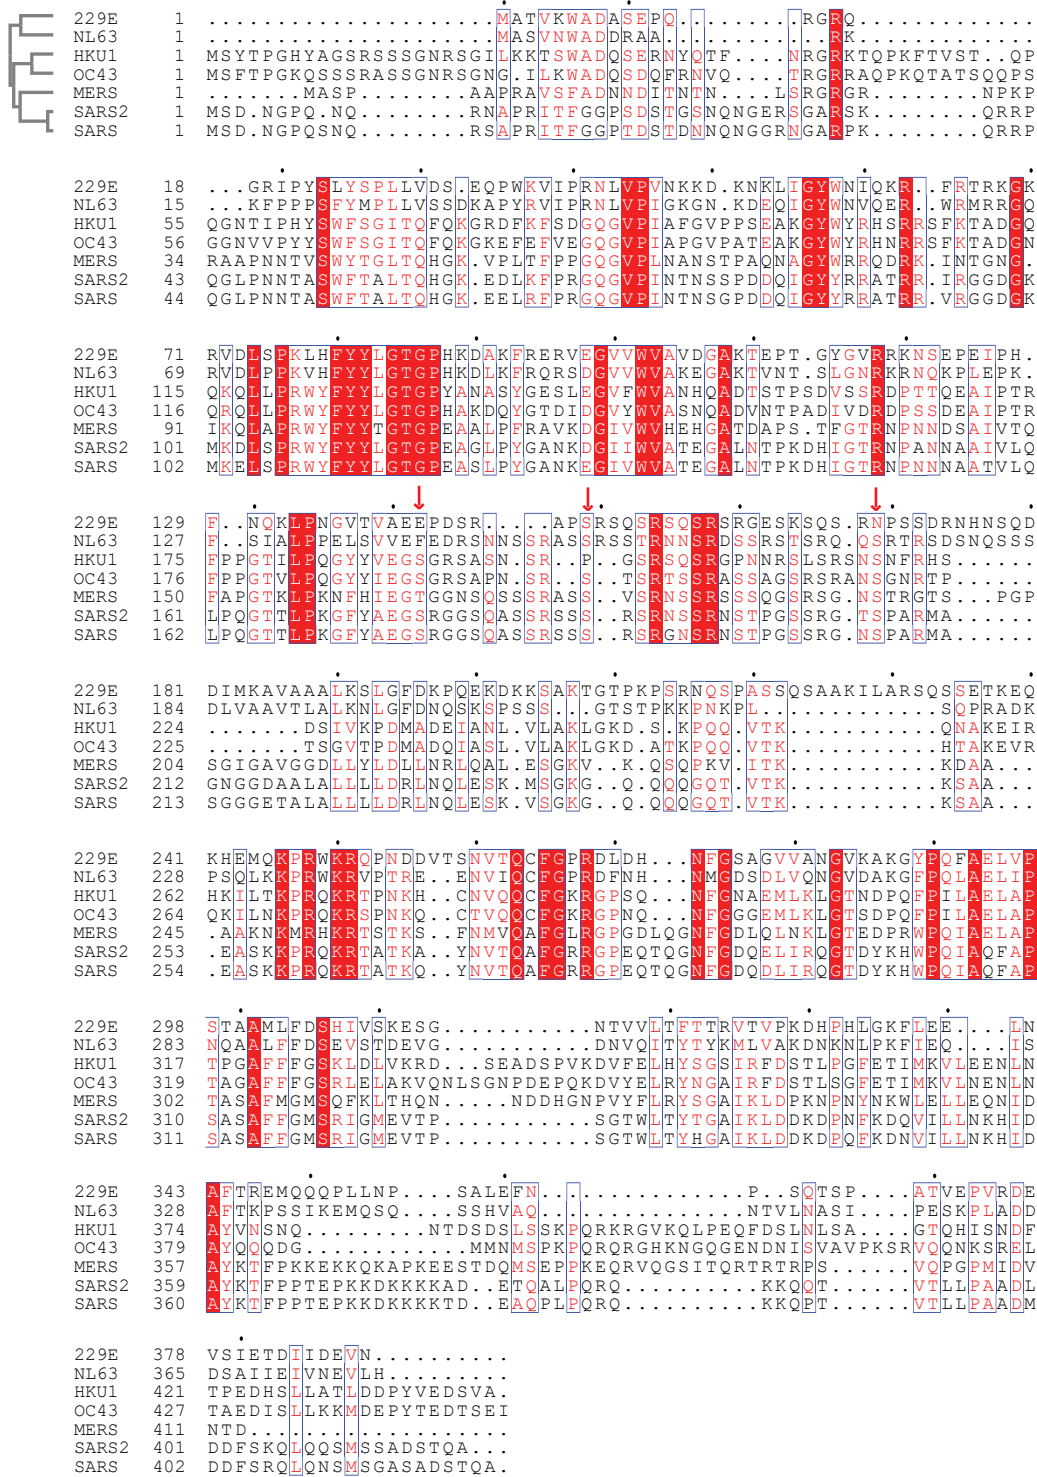 229E 1 ..............................MATVKWADASEPQ.............RGRQ..............
NL63 1 ..............................MASVNWADDRAA..................RK..............
HKU1 1 MSYTPGHYAGSRSSSGNRSGILKKTSWADQSERNYQTF....NRGRKTQPKFTVST..QP
OC43 1 MSFTPGKQSSSRASSGNRSGNG.ILKWADQSDQFRNVQ....TRGRRAQPKQTATSQQPS
MERS 1 .......MASP.......AAPRAVSFADNNDITNTN....LSRGRGR........NPKP
SARS2 1 MSD.NGPQ.NQ........RNAPRITFGGPSDSTGSNQNGERSGARSK.......QRRP
SARS 1 MSD.NGPQSNQ........RSAPRITFGGPTDSTDNNQNGGRNGARPK.......QRRP
229E 18 ...GRIPYSLYSPLLVDS.EQPWKVIPRNLVPVNKKD.KNKLIGYWNIQKR..FRTRKGK
NL63 15 ...KFPPPSFYMPLLVSSDKAPYRVIPRNLVPIGKGN.KDEQIGYWNVQER..WRMRRGQ
HKU1 55 QGNTIPHYSWFSGITQFQKGRDFKFSDGQGVPIAFGVPPSEAKGYWYRHSRRSFKTADGQ
OC43 56 GGNVVPYYSWFSGITQFQKGKEFEFVEGQGVPIAPGVPATEAKGYWYRHNRRSFKTADGN
MERS 34 RAAPNNTVSWYTGLTQHGK.VPLTFPPGQGVPLNANSTPAQNAGYWRRQDRK.INTGNG.
SARS2 43 QGLPNNTASWFTALTQHGK.EDLKFPRGQGVPINTNSSPDDQIGYYRRATRR.IRGGDGK
SARS 44 QGLPNNTASWFTALTQHGK.EELRFPRGQGVPINTNSGPDDQIGYYRRATRR.VRGGDGK
229E 71 RVDLSPKLHFYYLGTGPHKDAKFRERVEGVVWVAVDGAKTEPT.GYGVRRKNSEPEIPH.
NL63 69 RVDLPPKVHFYYLGTGPHKDLKFRQRSDGVVWVAKEGAKTVNT.SLGNRKRNQKPLEPK.
HKU1 115 QKQLLPRWYFYYLGTGPYANASYGESLEGVFWVANHQADTSTPSDVSSRDPTTQEAIPTR
OC43 116 QRQLLPRWYFYYLGTGPHAKDQYGTDIDGVYWVASNQADVNTPADIVDRDPSSDEAIPTR
MERS 91 IKQLAPRWYFYYTGTGPEAALPFRAVKDGIVWVHEHGATDAPS.TFGTRNPNNDSAIVTQ
SARS2 101 MKDLSPRWYFYYLGTGPEAGLPYGANKDGIIWVATEGALNTPKDHIGTRNPANNAAIVLQ
SARS 102 MKELSPRWYFYYLGTGPEASLPYGANKEGIVWVATEGALNTPKDHIGTRNPNNNAATVLQ
229E 129 F..NQKLPNGVTVAEEPDSR....APSRSQSRSQSRSRGESKSQS.RNPSSDRNHNSQD
NL63 127 F..SIALPPELSVVEFEDRSNNSSRASSRSSTRNNSRDSSRSTSRQ.QSRTRSDSNQSSS
HKU1 175 FPPGTILPQGYYVEGSGRSASN.SR..P..GSRSQSRGPNNRSLSRSNSNFRHS......
OC43 176 FPPGTVLPQGYYIEGSGRSAPN.SR..S..TSRTSSRASSAGSRSRANSGNRTP......
MERS 150 FAPGTKLPKNFHIEGTGGNSQSSSRASS..VSRNSSRSSSQGSRSG.NSTRGTS...PGP
SARS2 161 LPQGTTLPKGFYAEGSRGGSQASSRSSS..RSRNSSRNSTPGSSRG.TSPARMA......
SARS 162 LPQGTTLPKGFYAEGSRGGSQASSRSSS..RSRGNSRNSTPGSSRG.NSPARMA......
229E 181 DIMKAVAAALKSLGFDKPQEKDKKSAKTGTPKPSRNQSPASSQSAAKILARSQSSETKEQ
NL63 184 DLVAAVTLALKNLGFDNQSKSPSSS...GTSTPKKPNKPL.............SQPRADK
HKU1 224 .......DSIVKPDMADEIANL.VLAKLGKD.S.KPQQ.VTK...........QNAKEIR
OC43 225 .......TSGVTPDMADQIASL.VLAKLGKD.ATKPQQ.VTK...........HTAKEVR
MERS 204 SGIGAVGGDLLYLDLLNRLQAL.ESGKV..K.QSQPKV.ITK...........KDAA...
SARS2 212 GNGGDAALALLLLDRLNQLESK.MSGKG..Q.QQQGQT.VTK...........KSAA...
SARS 213 SGGGETALALLLLDRLNQLESK.VSGKG..Q.QQQGQT.VTK...........KSAA...
229E 241 KHEMQKPRWKRQPNDDVTSNVTQCFGPRDLDH...NFGSAGVVANGVKAKGYPQFAELVP
NL63 228 PSQLKKPRWKRVPTRE..ENVIQCFGPRDFNH...NMGDSDLVQNGVDAKGFPQLAELIP
HKU1 262 HKILTKPRQKRTPNKH..CNVQQCFGKRGPSQ...NFGNAEMLKLGTNDPQFPILAELAP
OC43 264 QKILNKPRQKRSPNKQ..CTVQQCFGKRGPNQ...NFGGGEMLKLGTSDPQFPILAELAP
MERS 245 .AAKNKMRHKRTSTKS..FNMVQAFGLRGPGDLQGNFGDLQLNKLGTEDPRWPQIAELAP
SARS2 253 .EASKKPRQKRTATKA..YNVTQAFGRRGPEQTQGNFGDQELIRQGTDYKHWPQIAQFAP
SARS 254 .EASKKPRQKRTATKQ..YNVTQAFGRRGPEQTQGNFGDQDLIRQGTDYKHWPQIAQFAP
229E 298 STAAMLFDSHIVSKESG...........NTVVLTFTTRVTVPKDHPHLGKFLEE....LN
NL63 283 NQAALFFDSEVSTDEVG...........DNVQITYTYKMLVAKDNKNLPKFIEQ....IS
HKU1 317 TPGAFFFGSKLDLVKRD....SEADSPVKDVFELHYSGSIRFDSTLPGFETIMKVLEENLN
OC43 319 TAGAFFFGSRLELAKVQNLSGNPDEPQKDVYELRYNGAIRFDSTLSGFETIMKVLNENLN
MERS 302 TASAFMGMSQFKLTHQN.....NDDHGNPVYFLRYSGAIKLDPKNPNYNKWLELLEQNID
SARS2 310 SASAFFGMSRIGMEVTP...........SGTWLTYTGAIKLDDKDPNFKDQVILLNKHID
SARS 311 SASAFFGMSRIGMEVTP...........SGTWLTYHGAIKLDDKDPQFKDNVILLNKHID
229E 343 AFTREMQQQPLLNP....SALEFN...............P..SQTSP....ATVEPVRDE
NL63 328 AFTKPSSIKEMQSQ....SSHVAQ...............NTVLNASI....PESKPLADD
HKU1 374 AYVNSNQ.........NTDSDSLSSKPQRKRGVKQLPEQFDSLNLSA....GTQHISNDF
OC43 379 AYQQQDG............MMNMSPKPQRQRGHKNGQGENDNISVAVPKSRVQQNKSREL
MERS 357 AYKTFPKKEKKQKAPKEESTDQMSEPPKEQRVQGSITQRTRTRPS.....VQPGPMIDV
SARS2 359 AYKTFPPTEPKKDKKKKAD..ETQALPQRQ..........KKQQT.....VTLLPAADL
SARS 360 AYKTFPPTEPKKDKKKKTD..EAQPLPQRQ..........KKQPT.....VTLLPAADM
229E 378 VSIETDIIDEVN..........
NL63 365 DSAIIEIVNEVLH.........
HKU1 421 TPEDHSLLATLDDPYVEDSVA.
OC43 427 TAEDISLLKKMDEPYTEDTSEI
MERS 411 NTD...................
SARS2 401 DDFSKQLQQSMSSADSTQA...
SARS 402 DDFSRQLQNSMSGASADSTQA.